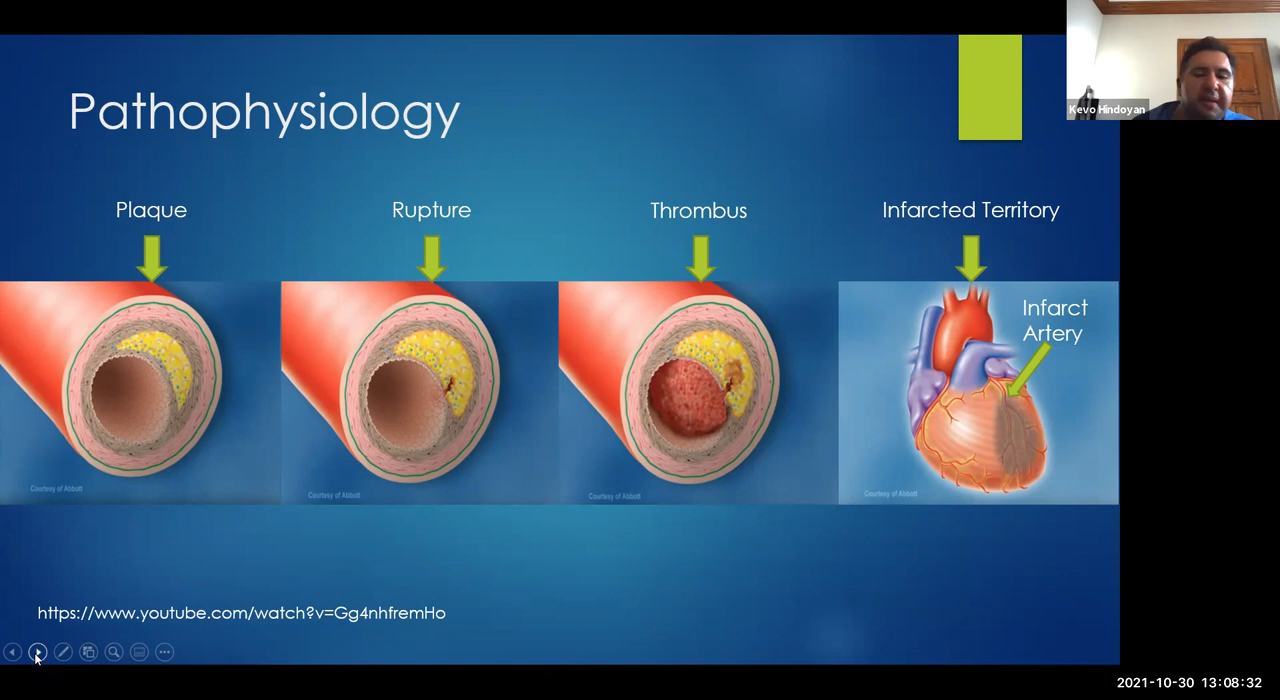 Kevo Hindoyan
Pathophysiology
Plaque
Rupture
Thrombus
Infarcted Territory
Infarct
Artery
Courtesy of Abbott
Courtesy of Abbott
Courtesy of Abbott
Courtesy of Abbott
https://www.youtube.com/watch?v=Gg4nhfremHo
2021-10-30 13:08:32